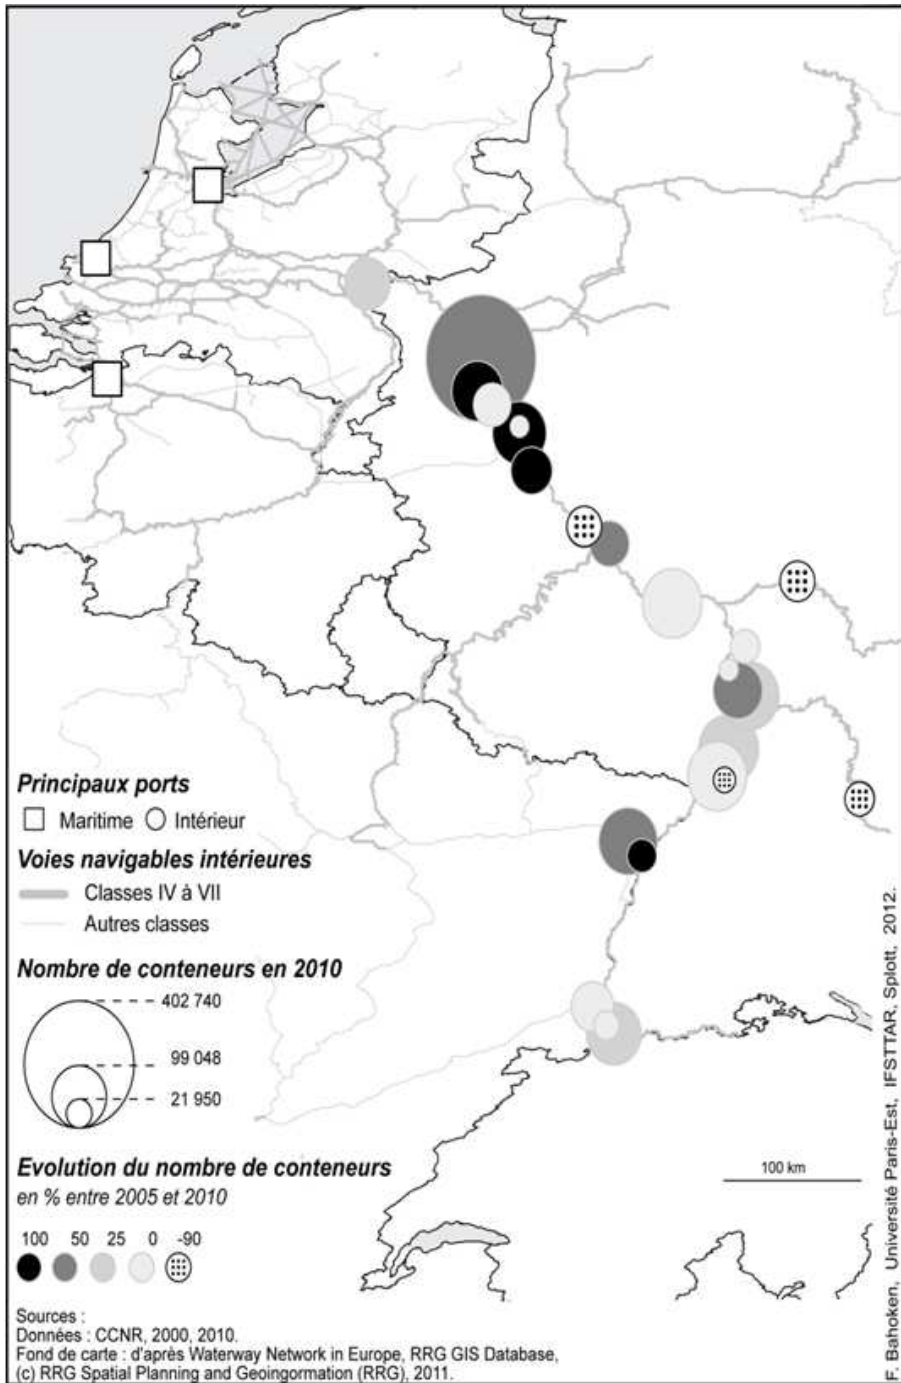 Principaux ports
Maritime Intérieur
Voies navigables intérieures
Classes IV à VII
Autres classes
Nombre de conteneurs en 2010
402 740
99 048
21 950
Evolution du nombre de conteneurs
en % entre 2005 et 2010
100 50 25 0 -90
100 km
Sources :
Données : CCNR, 2000, 2010.
Fond de carte : d'après Waterway Network in Europe, RRG GIS Database,
(c) RRG Spatial Planning and Geoingormation (RRG), 2011.
F. Bahoken, Université Paris-Est, IFSTTAR, Splott, 2012.